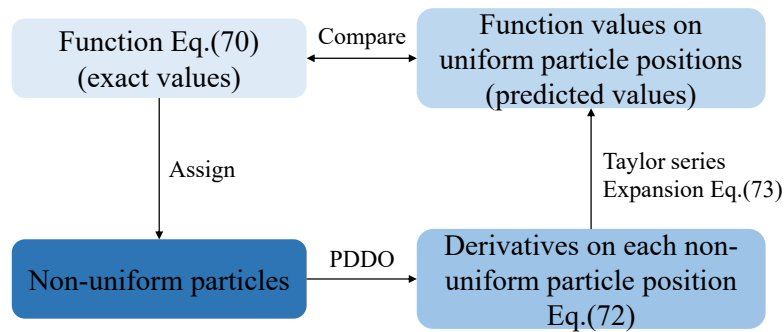 Function Eq.(70)
(exact values)
Compare
Function values on
uniform particle positions
(predicted values)
Assign
Taylor series
Expansion Eq.(73)
Non-uniform particles
PDDO
Derivatives on each non-
uniform particle position
Eq.(72)